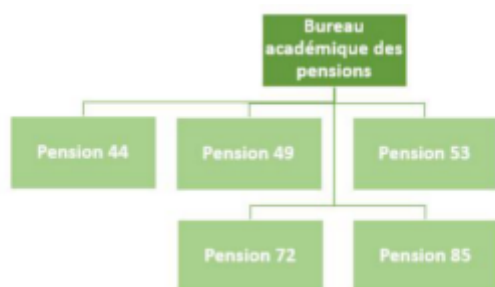 Bureau
académique des
pensions
Pension 44
Pension 49
Pension 53
Pension 72
Pension 85